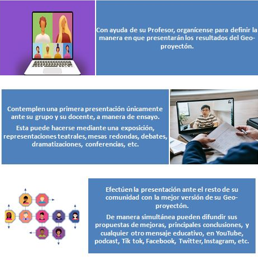 Con ayuda de su Profesor, organícense para definir la
manera en que presentarán los resultados del Geo-
proyectón.
Contemplen una primera presentación únicamente
ante su grupo y su docente, a manera de ensayo.
Esta puede hacerse mediante una exposición,
representaciones teatrales, mesas redondas, debates,
dramatizaciones, conferencias, etc.
Efectúen la presentación ante el resto de su
comunidad con la mejor versión de su Geo-
proyectón.
De manera simultánea pueden difundir sus
propuestas de mejoras, principales conclusiones, y
cualquier otro mensaje educativo, en YouTube,
podcast, Tik tok, Facebook, Twitter, Instagram, etc.